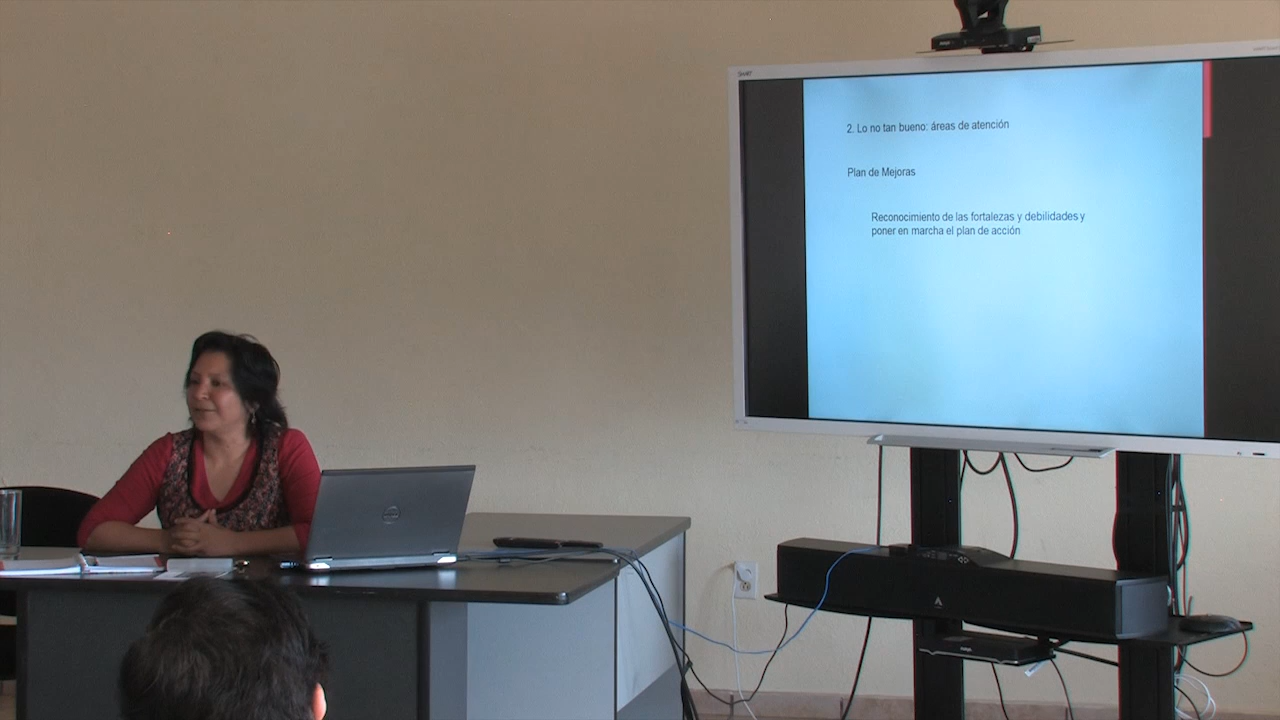 SMART
2. Lo no tan bueno: áreas de atención
Plan de Mejoras
Reconocimiento de las fortalezas y debilidades y
poner en marcha el plan de acción